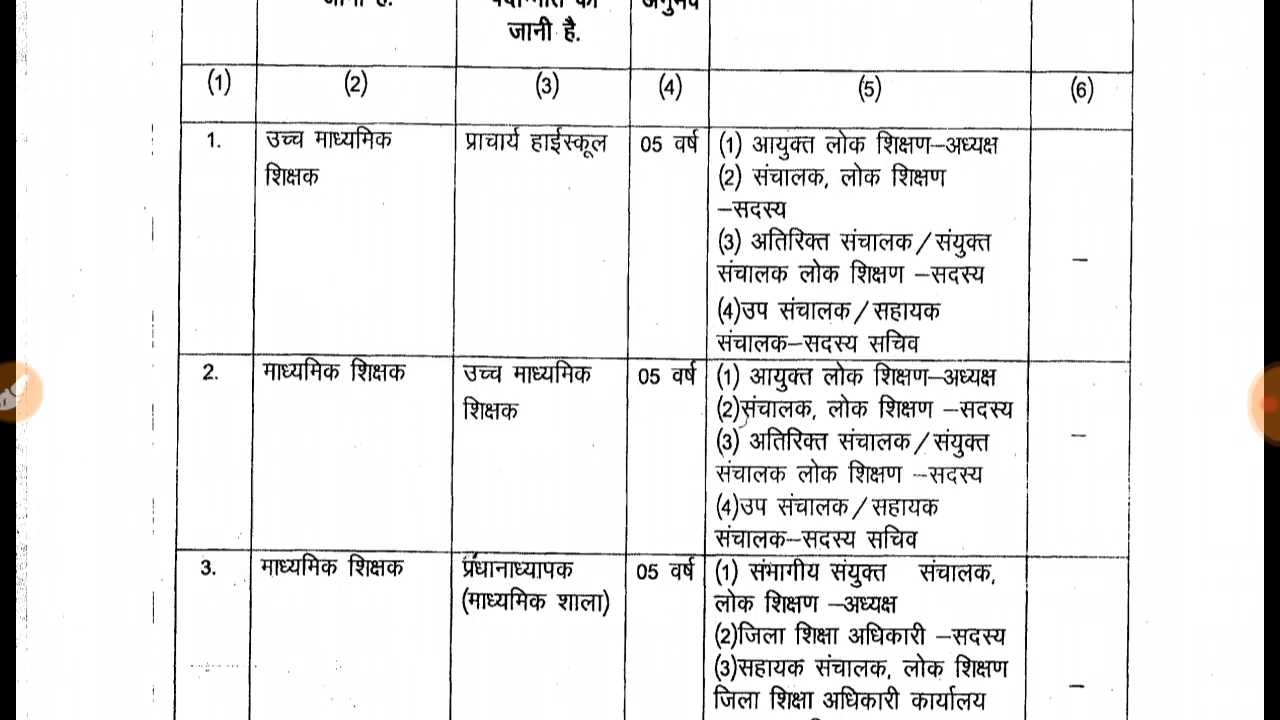 जानी है.
(1) (2) (3) (4) (5) (6)
1. उच्च माध्यमिक प्राचार्य हाईस्कूल 05 वर्ष (1) आयुक्त लोक शिक्षण–अध्यक्ष
शिक्षक (2) संचालक, लोक शिक्षण
–सदस्य
(3) अतिरिक्त संचालक/संयुक्त
संचालक लोक शिक्षण –सदस्य
–
(4)उप संचालक/सहायक
संचालक–सदस्य सचिव
2. माध्यमिक शिक्षक उच्च माध्यमिक 05 वर्ष (1) आयुक्त लोक शिक्षण–अध्यक्ष
शिक्षक (2)संचालक, लोक शिक्षण –सदस्य
(3) अतिरिक्त संचालक/संयुक्त –
संचालक लोक शिक्षण –सदस्य
(4)उप संचालक/सहायक
संचालक–सदस्य सचिव
3. माध्यमिक शिक्षक प्रंधानाध्यापक 05 वर्ष (1) संभागीय संयुक्त संचालक,
(माध्यमिक शाला) लोक शिक्षण –अध्यक्ष
(2)जिला शिक्षा अधिकारी –सदस्य
(3)सहायक संचालक, लोक शिक्षण
जिला शिक्षा अधिकारी कार्यालय –